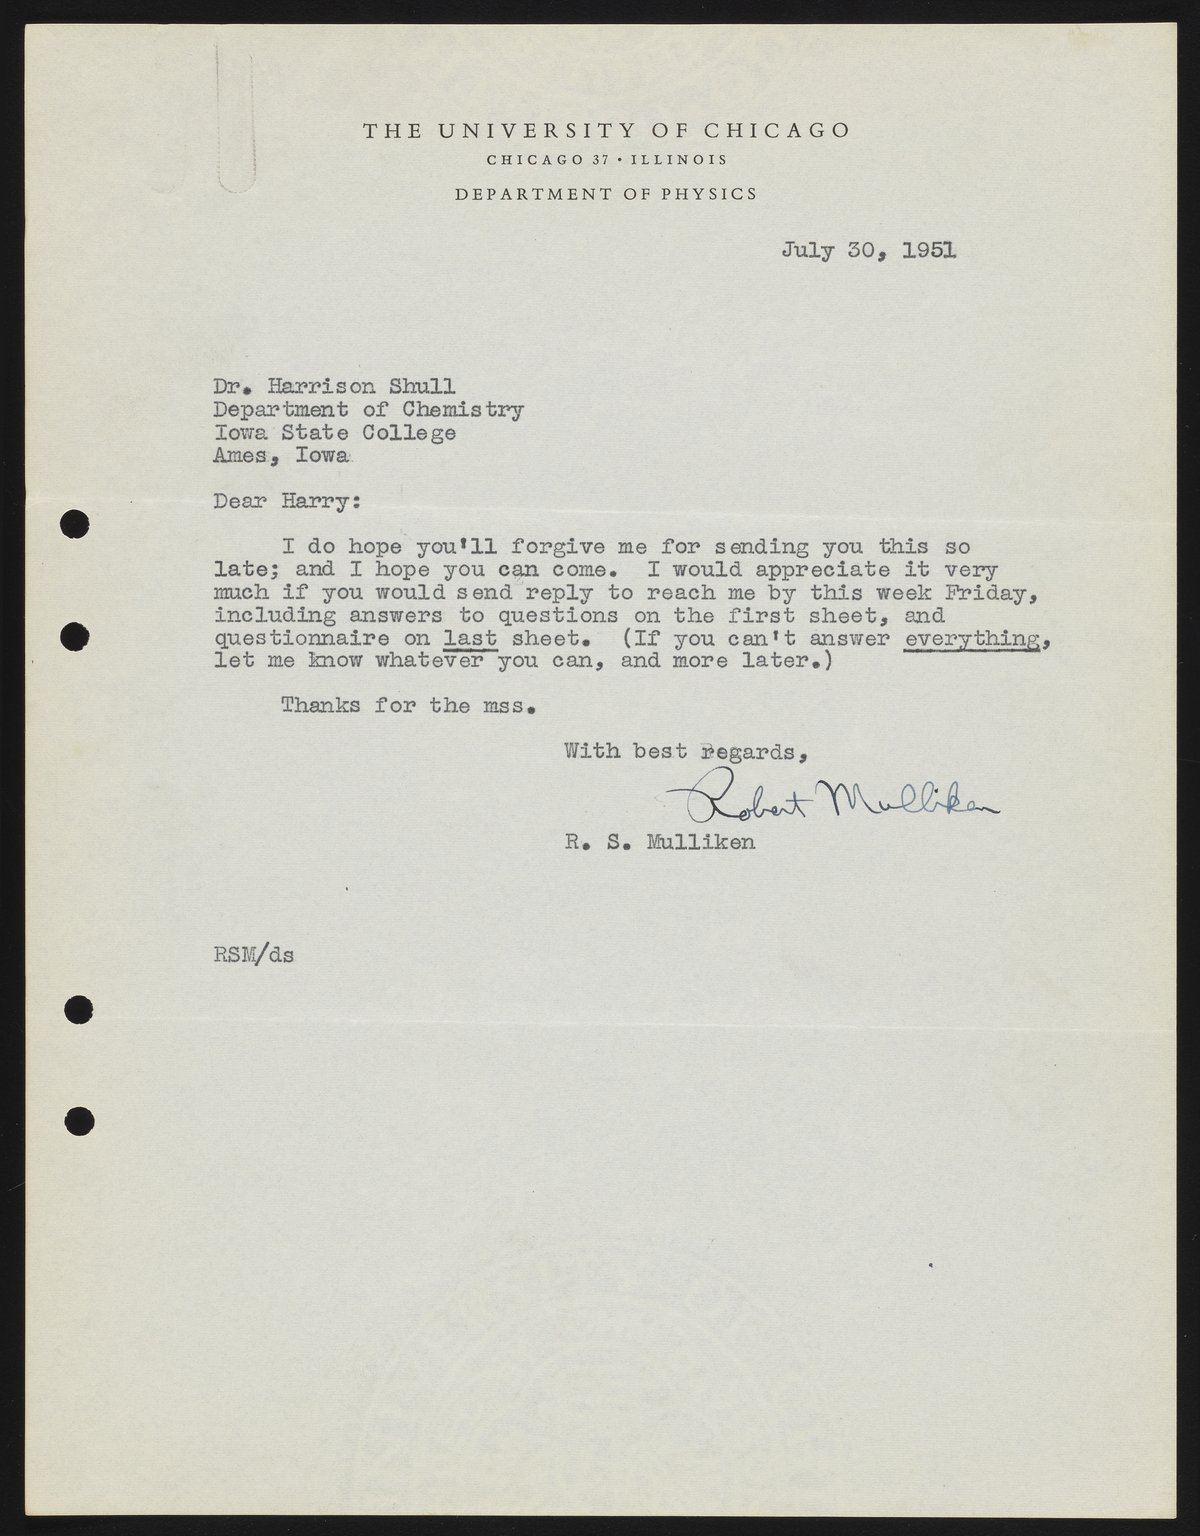 THE UNIVERSITY OF CHICAGO
CHICAGO 37 • ILLINOIS
DEPARTMENT OF PHYSICS
July 30, 1951
Dr. Harrison Shull
Department of Chemistry
Iowa State College
Ames, Iowa
Dear Harry:
I do hope you'll forgive me for sending you this so
late; and I hope you can come. I would appreciate it very
much if you would send reply to reach me by this week Friday,
including answers to questions on the first sheet, and
questionnaire on last sheet. (If you can't answer everything,
let me know whatever you can, and more later.)
Thanks for the mss.
With best regards,
Robert Mulliken
R. S. Mulliken
RSM/ds